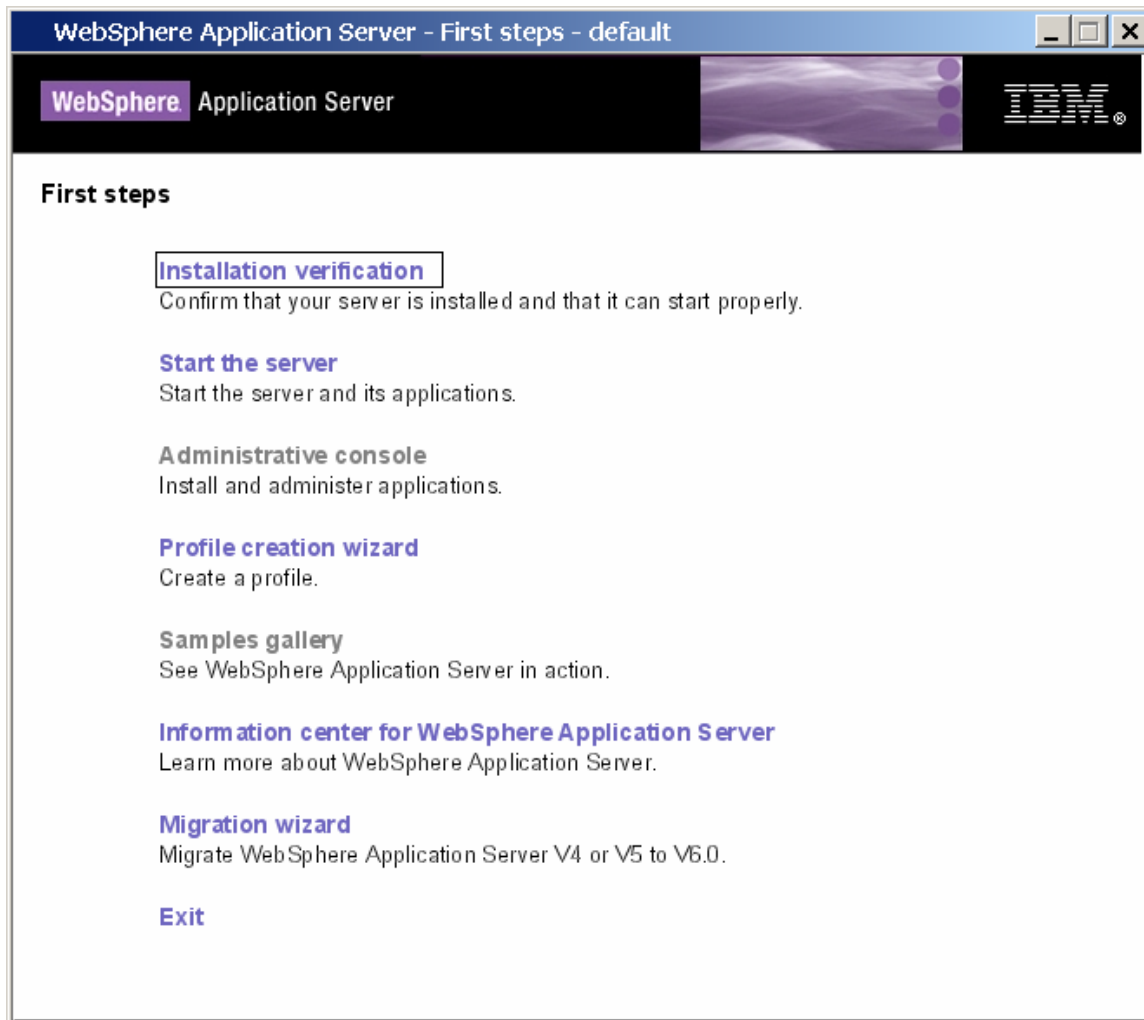 WebSphere Application Server - First steps - default
WebSphere. Application Server
IBM®
First steps
Installation verification
Confirm that your server is installed and that it can start properly.
Start the server
Start the server and its applications.
Administrative console
Install and administer applications.
Profile creation wizard
Create a profile.
Samples gallery
See WebSphere Application Server in action.
Information center for WebSphere Application Server
Learn more about WebSphere Application Server.
Migration wizard
Migrate WebSphere Application Server V4 or V5 to V6.0.
Exit